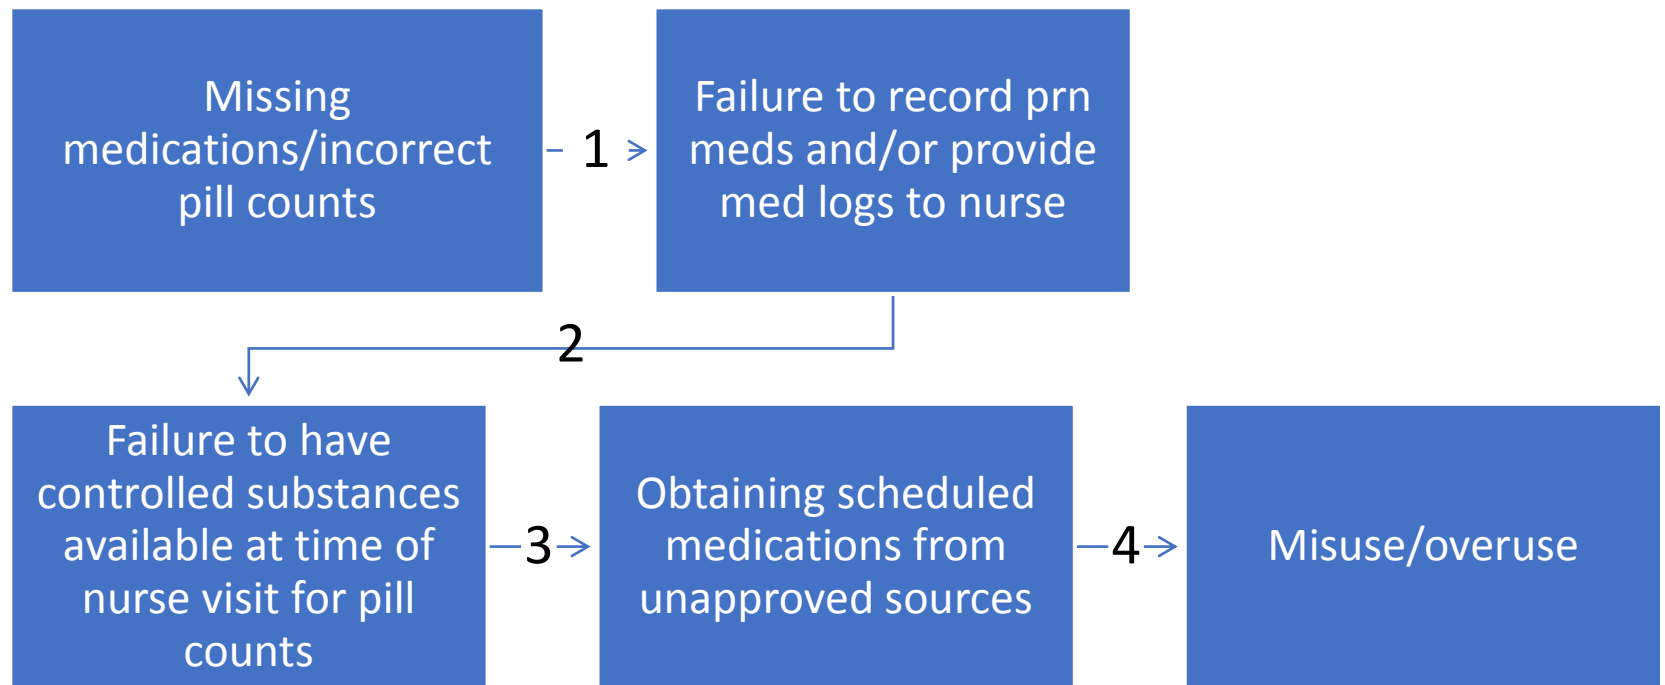 Missing
medications/incorrect
pill counts
1
Failure to record prn
meds and/or provide
med logs to nurse
2
Failure to have
controlled substances
available at time of
nurse visit for pill
counts
3
Obtaining scheduled
medications from
unapproved sources
4
Misuse/overuse